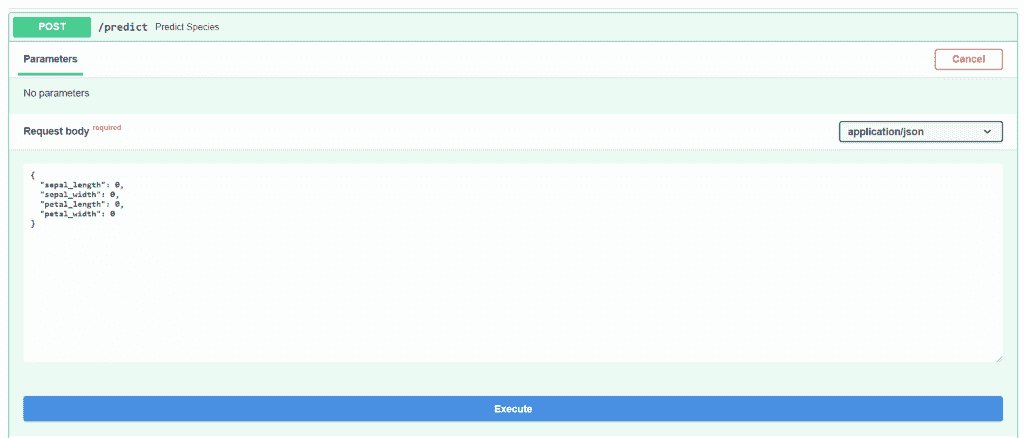 POST /predict Predict Species
Parameters Cancel
No parameters
Request body required application/json
{
"sepal_length": 0,
"sepal_width": 0,
"petal_length": 0,
"petal_width": 0
}
Execute